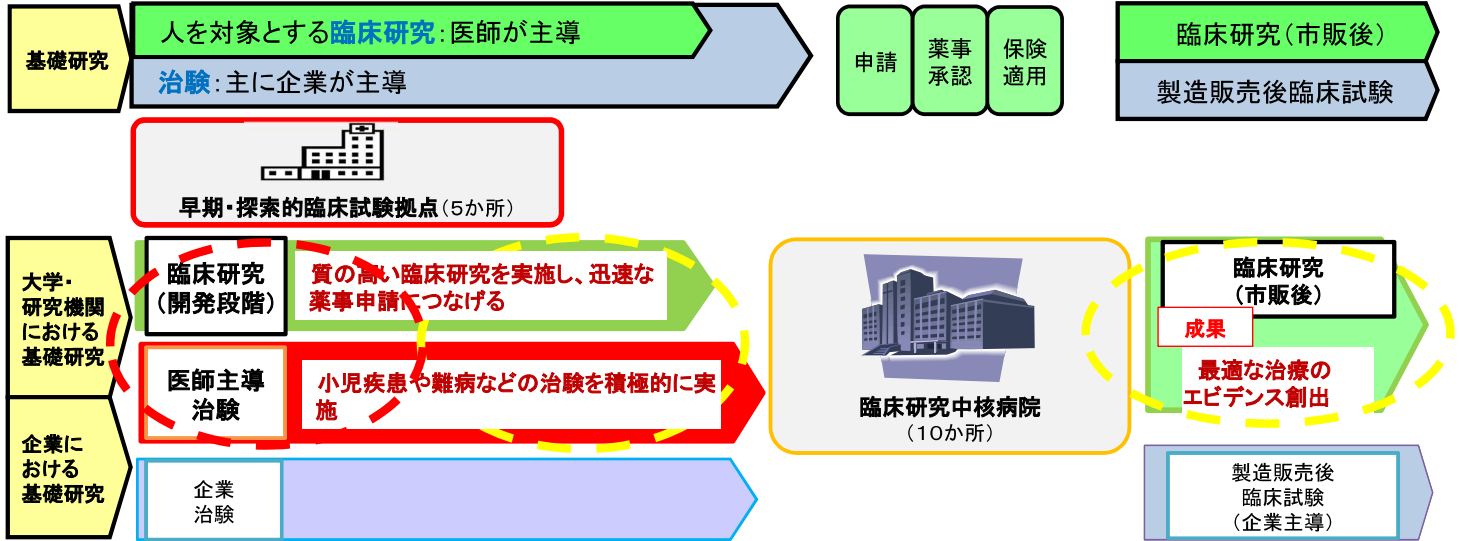 基礎研究
人を対象とする臨床研究：医師が主導
治験：主に企業が主導
申請
薬事
承認
保険
適用
臨床研究（市販後）
製造販売後臨床試験
早期・探索的臨床試験拠点（５か所）
大学・
研究機関
における
基礎研究
企業に
おける
基礎研究
臨床研究
（開発段階）
質の高い臨床研究を実施し、迅速な
薬事申請につなげる
医師主導
治験
小児疾患や難病などの治験を積極的に実
施
企業
治験
臨床研究中核病院
（１０か所）
臨床研究
（市販後）
成果
最適な治療の
エビデンス創出
製造販売後
臨床試験
（企業主導）